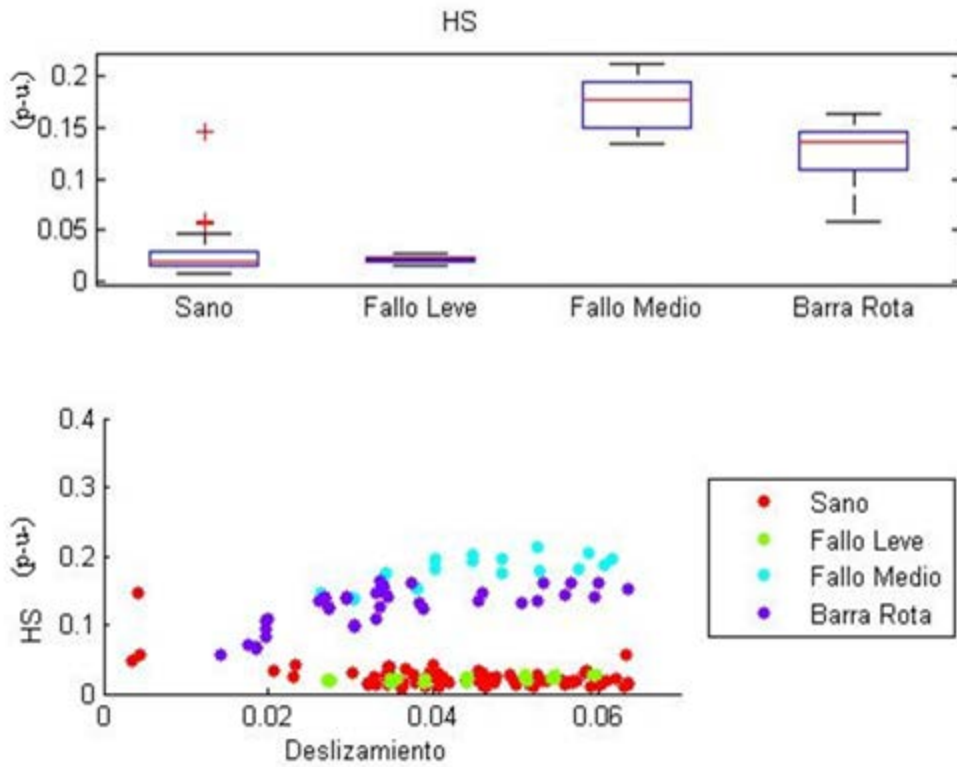 HS
(p-u.)
0.2
0.15
0.1
0.05
0
Sano
Fallo Leve
Fallo Medio
Barra Rota
HS
(p-u-)
0.4
0.3
0.2
0.1
0
0
0.02
0.04
0.06
Deslizamiento
Sano
Fallo Leve
Fallo Medio
Barra Rota